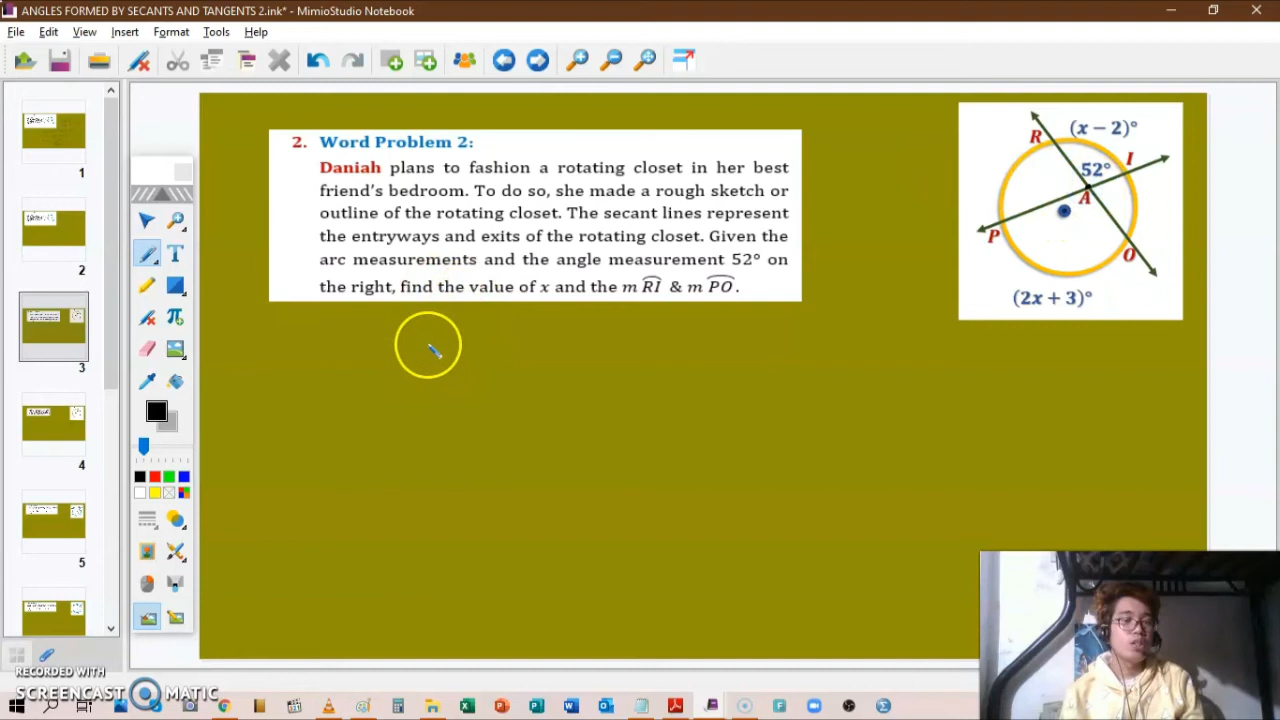 ANGLES FORMED BY SECANTS AND TANGENTS 2.ink* - MimioStudio Notebook
File Edit View Insert Format Tools Help
2. Word Problem 2:
Daniah plans to fashion a rotating closet in her best
friend's bedroom. To do so, she made a rough sketch or
outline of the rotating closet. The secant lines represent
the entryways and exits of the rotating closet. Given the
arc measurements and the angle measurement 52° on
the right, find the value of x and the m RI & m PO.
R
(x − 2)°
I
52°
A
P
O
(2x + 3)°
1
2
3
4
5
T
RECORDED WITH
SCREENCAST MATIC